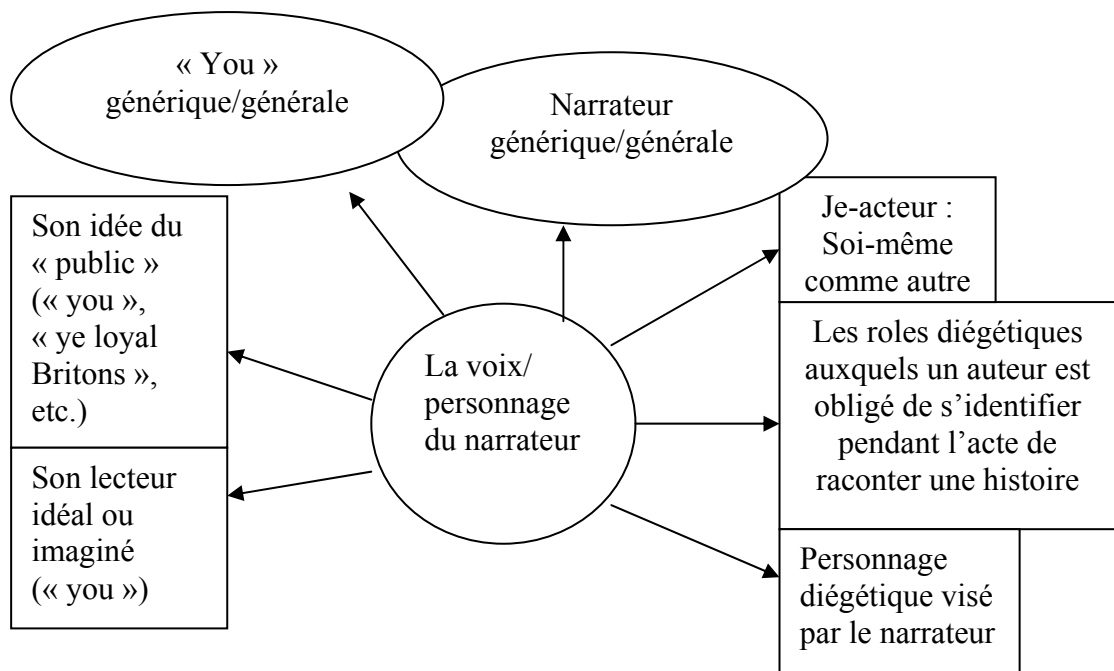 « You »
générique/générale
Narrateur
générique/générale
Son idée du
« public »
(« you »,
« ye loyal
Britons »,
etc.)
Son lecteur
idéal ou
imaginé
(« you »)
La voix/
personnage
du narrateur
Je-acteur :
Soi-même
comme autre
Les roles diégétiques
auxquels un auteur est
obligé de s’identifier
pendant l’acte de
raconter une histoire
Personnage
diégétique visé
par le narrateur